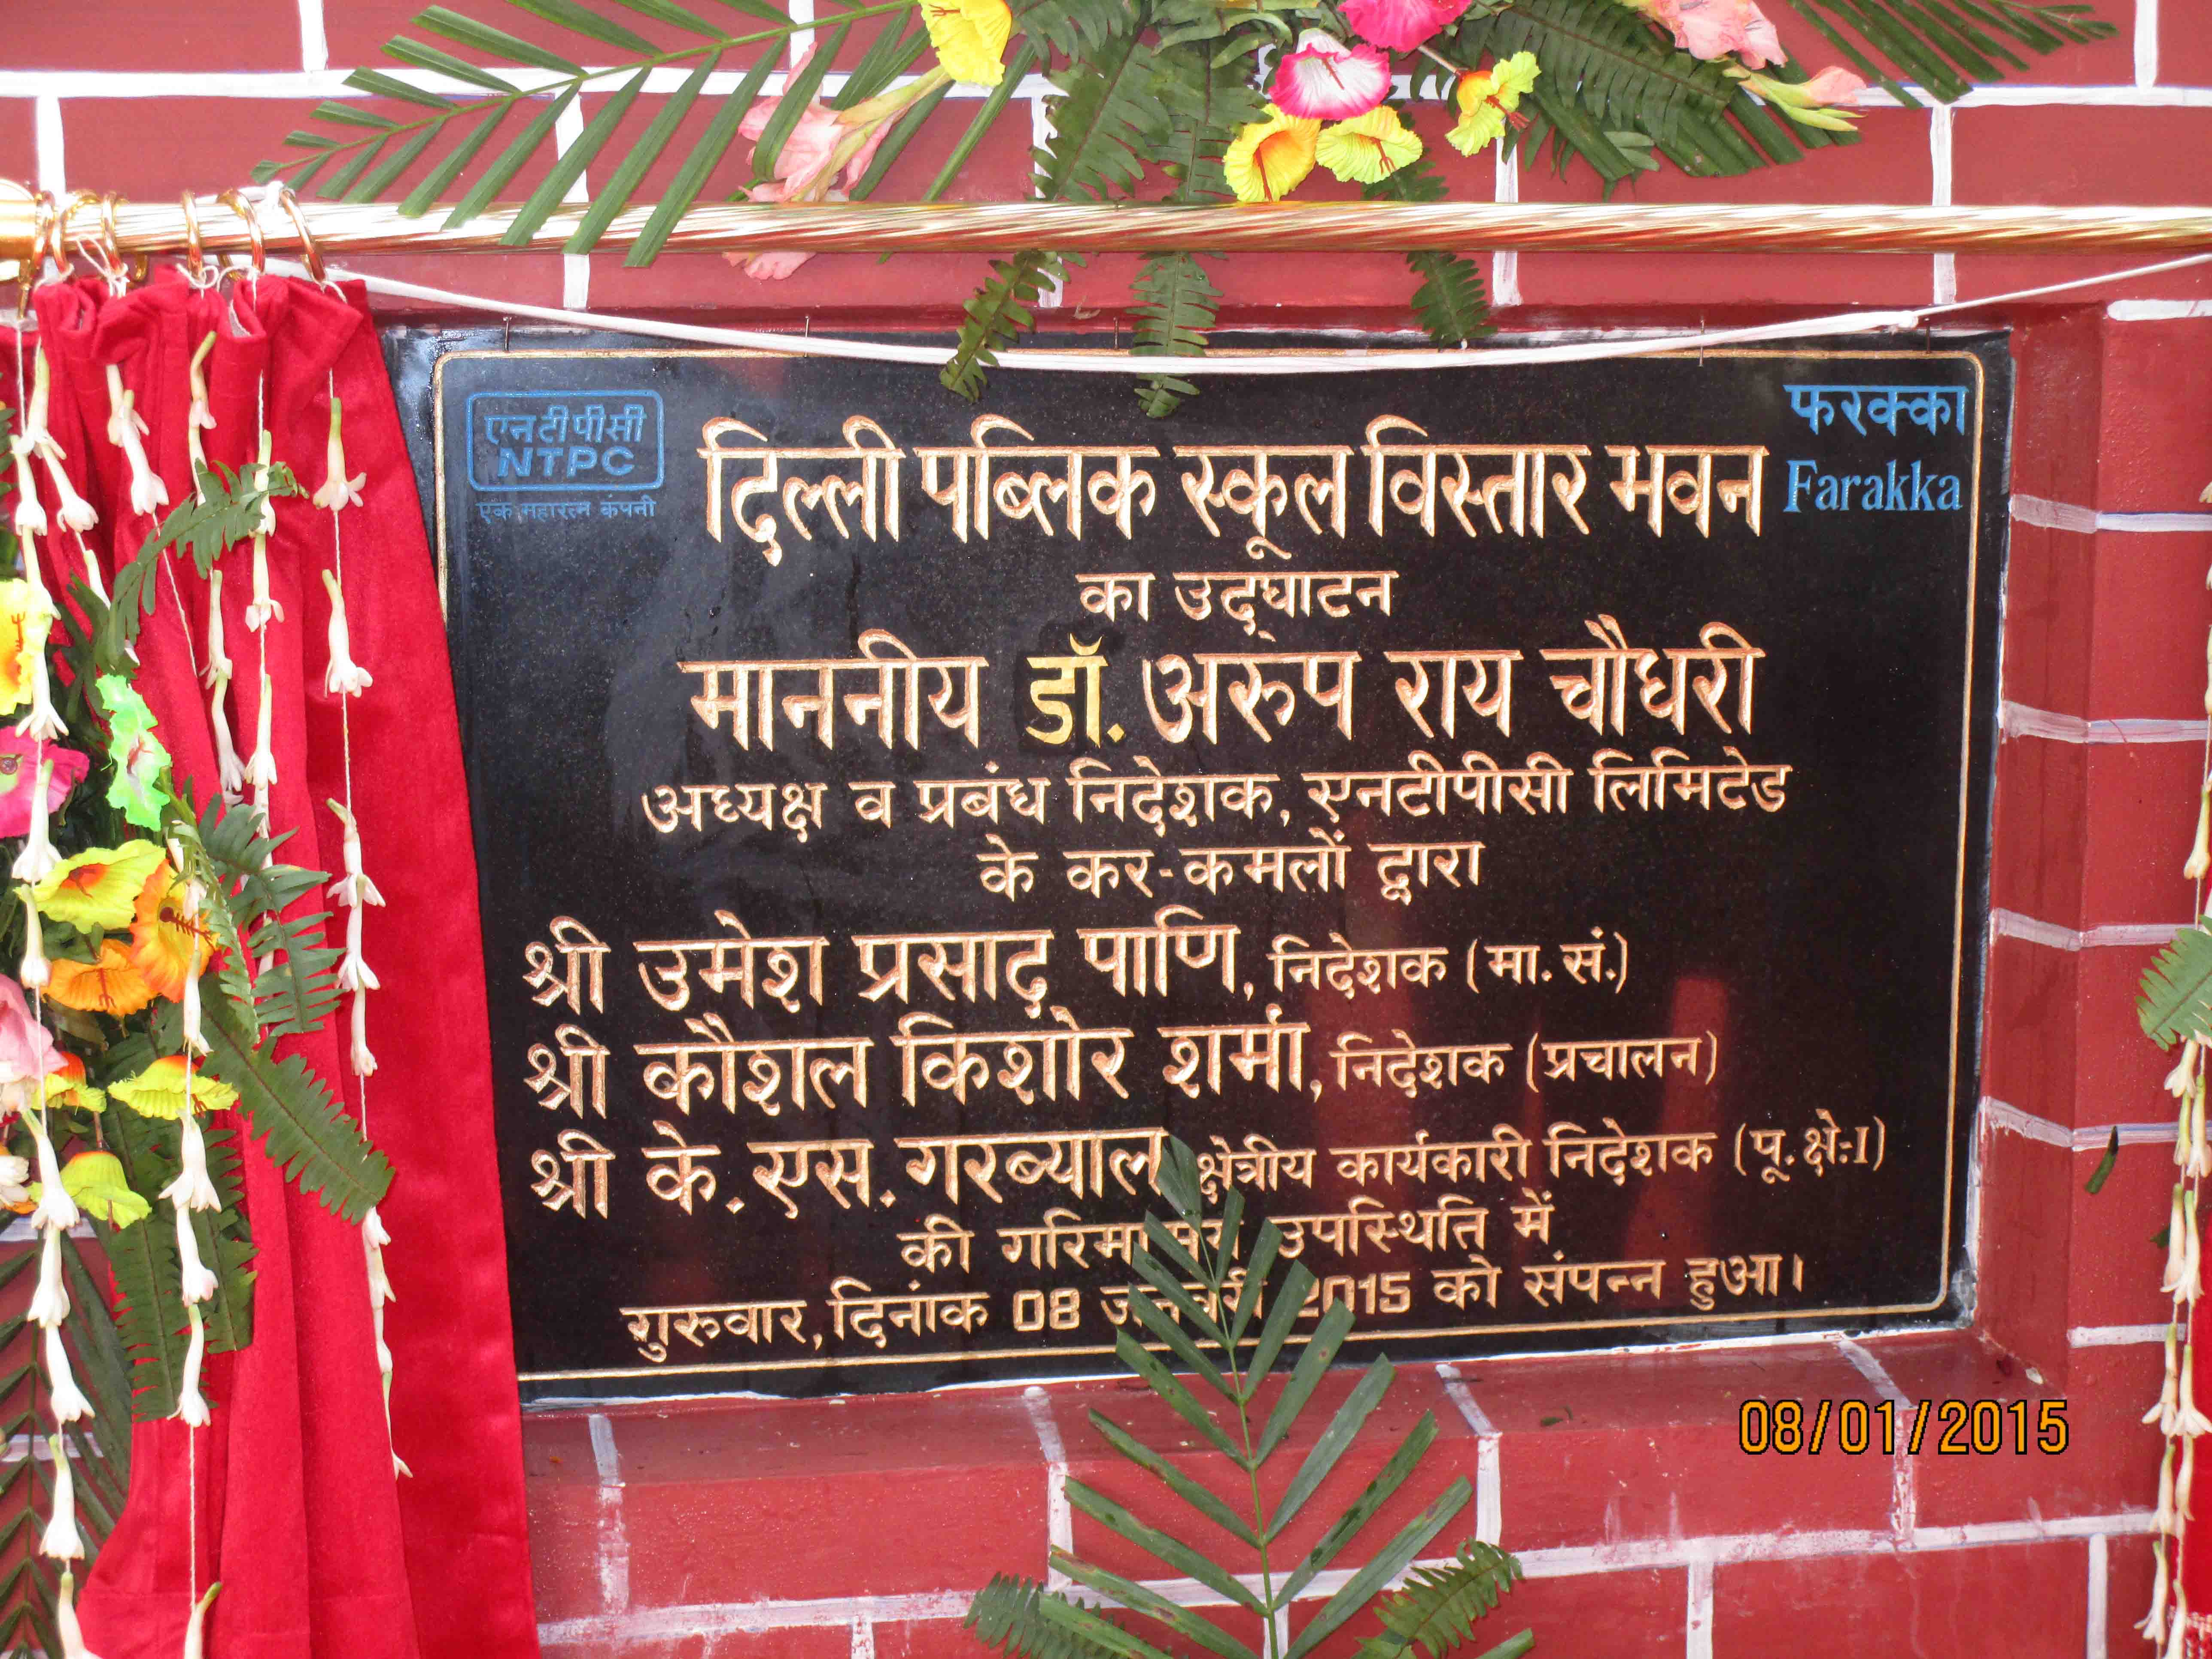 एनटीपीसी
NTPC
एक महारत्न कंपनी
फरक्का
Farakka
दिल्ली पब्लिक स्कूल विस्तार भवन
का उद्घाटन
माननीय डॉ. अरुप राय चौधरी
अध्यक्ष व प्रबंध निदेशक, एनटीपीसी लिमिटेड
के कर-कमलों द्वारा
श्री उमेश प्रसाद पाणि, निदेशक (मा. सं.)
श्री कौशल किशोर शर्मा, निदेशक (प्रचालन)
श्री के. एस. गरब्याल, क्षेत्रीय कार्यकारी निदेशक (पू. क्षे.-I)
की गरिमामय उपस्थिति में
गुरुवार, दिनांक 08 जनवरी 2015 को संपन्न हुआ।
08/01/2015